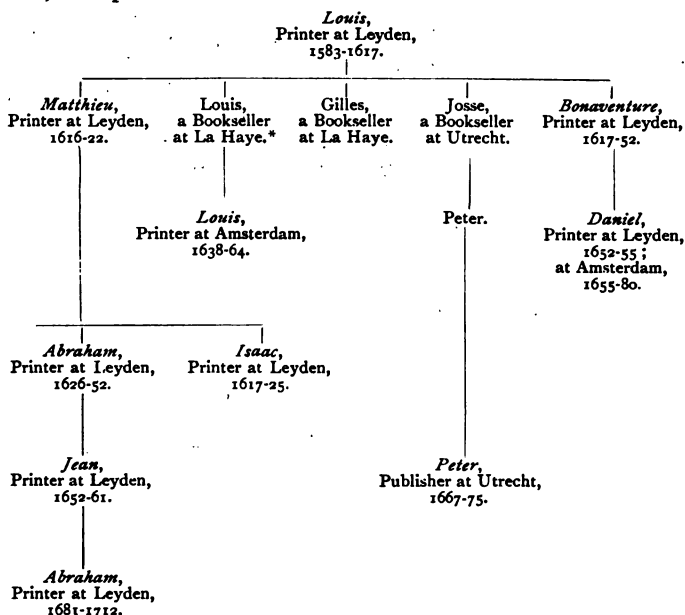 Louis,
Printer at Leyden,
1583-1617.
Matthieu,
Printer at Leyden,
1616-22.
Louis,
a Bookseller
at La Haye.*
Gilles,
a Bookseller
at La Haye.
Josse,
a Bookseller
at Utrecht.
Bonaventure,
Printer at Leyden,
1617-52.
Louis,
Printer at Amsterdam,
1638-64.
Peter.
Daniel,
Printer at Leyden,
1652-55;
at Amsterdam,
1655-80.
Abraham,
Printer at Leyden,
1626-52.
Isaac,
Printer at Leyden,
1617-25.
Jean,
Printer at Leyden,
1652-61.
Peter,
Publisher at Utrecht,
1667-75.
Abraham,
Printer at Leyden,
1681-1712.